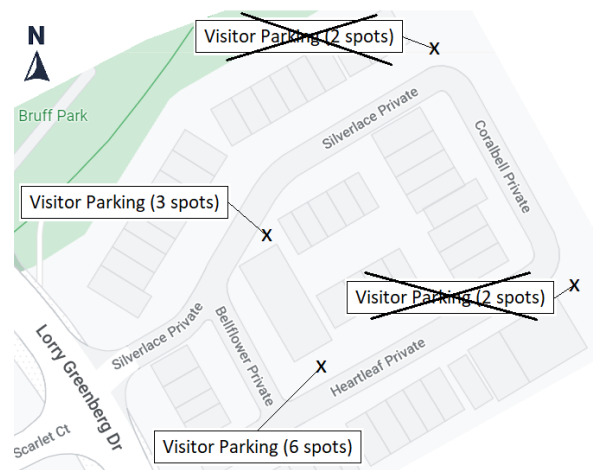 Visitor Parking (2 spots)
X
N
Bruff Park
Silverlace Private
Coralbell Private
Visitor Parking (3 spots)
X
Visitor Parking (2 spots)
X
Silverlace Private
Bellflower Private
Heartleaf Private
X
Lorry Greenberg Dr
Scarlet Ct
Visitor Parking (6 spots)